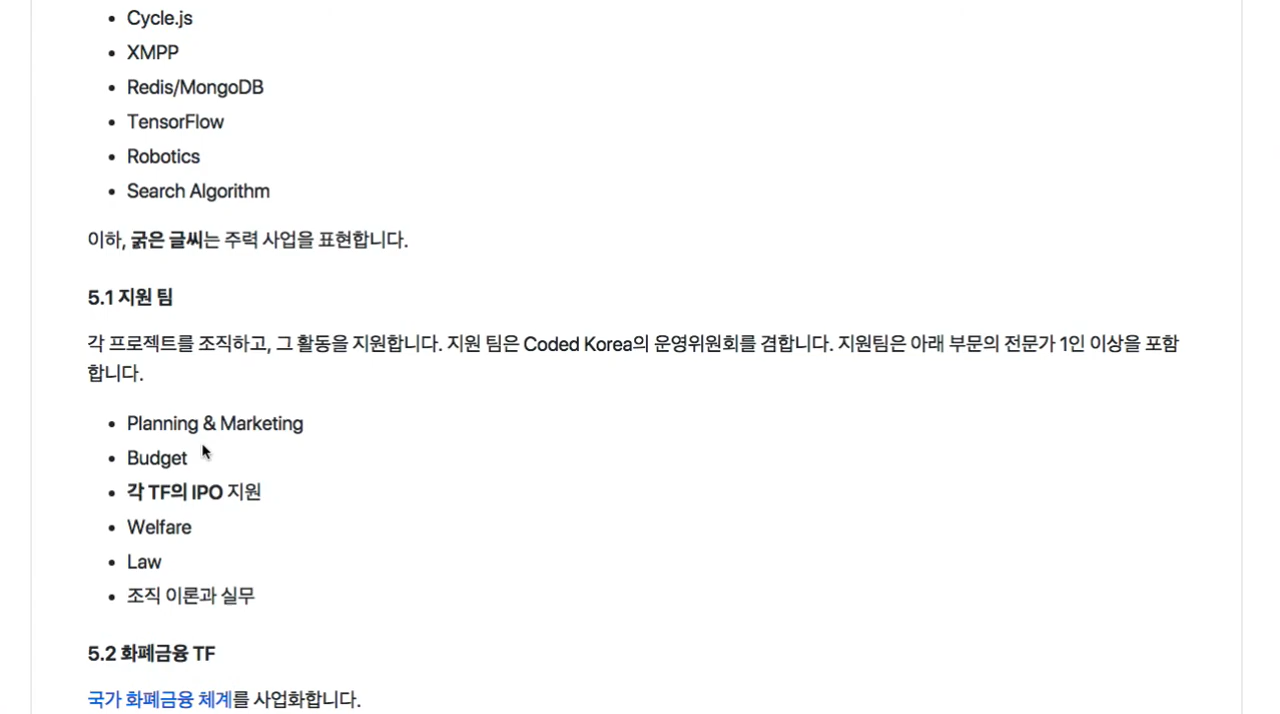 Cycle.js
XMPP
Redis/MongoDB
TensorFlow
Robotics
Search Algorithm
이하, 굵은 글씨는 주력 사업을 표현합니다.
5.1 지원 팀
각 프로젝트를 조직하고, 그 활동을 지원합니다. 지원 팀은 Coded Korea의 운영위원회를 겸합니다. 지원팀은 아래 부문의 전문가 1인 이상을 포함
합니다.
Planning & Marketing
Budget
각 TF의 IPO 지원
Welfare
Law
조직 이론과 실무
5.2 화폐금융 TF
국가 화폐금융 체계를 사업화합니다.